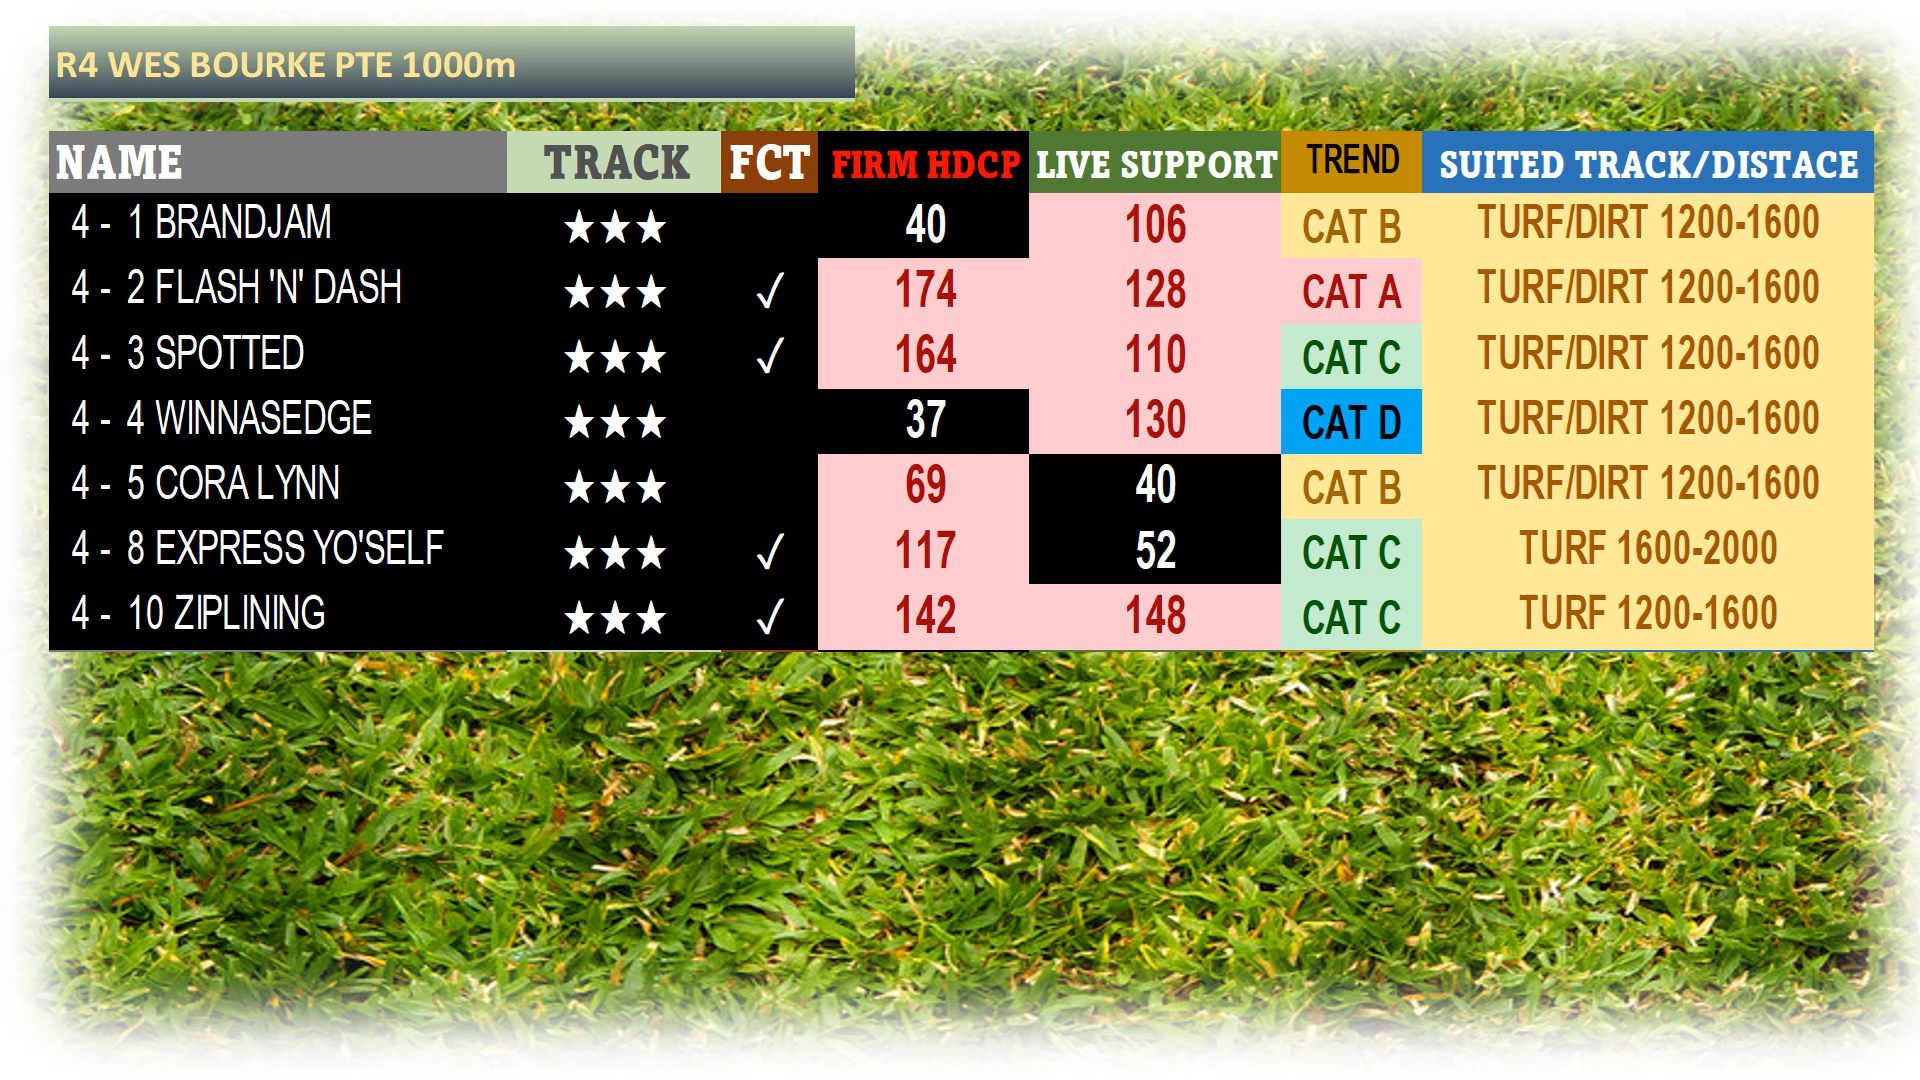 R4 WES BOURKE PTE 1000m
NAME TRACK FCT FIRM HDCP LIVE SUPPORT TREND SUITED TRACK/DISTACE
4 - 1 BRANDJAM ★★★ 40 106 CAT B TURF/DIRT 1200-1600
4 - 2 FLASH 'N' DASH ★★★ ✓ 174 128 CAT A TURF/DIRT 1200-1600
4 - 3 SPOTTED ★★★ ✓ 164 110 CAT C TURF/DIRT 1200-1600
4 - 4 WINNASEDGE ★★★ 37 130 CAT D TURF/DIRT 1200-1600
4 - 5 CORA LYNN ★★★ 69 40 CAT B TURF/DIRT 1200-1600
4 - 8 EXPRESS YO'SELF ★★★ ✓ 117 52 CAT C TURF 1600-2000
4 - 10 ZIPLINING ★★★ ✓ 142 148 CAT C TURF 1200-1600